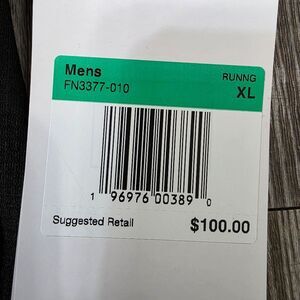 Mens RUNNG
FN3377-010 XL
1 96976 00389 0
Suggested Retail $100.00